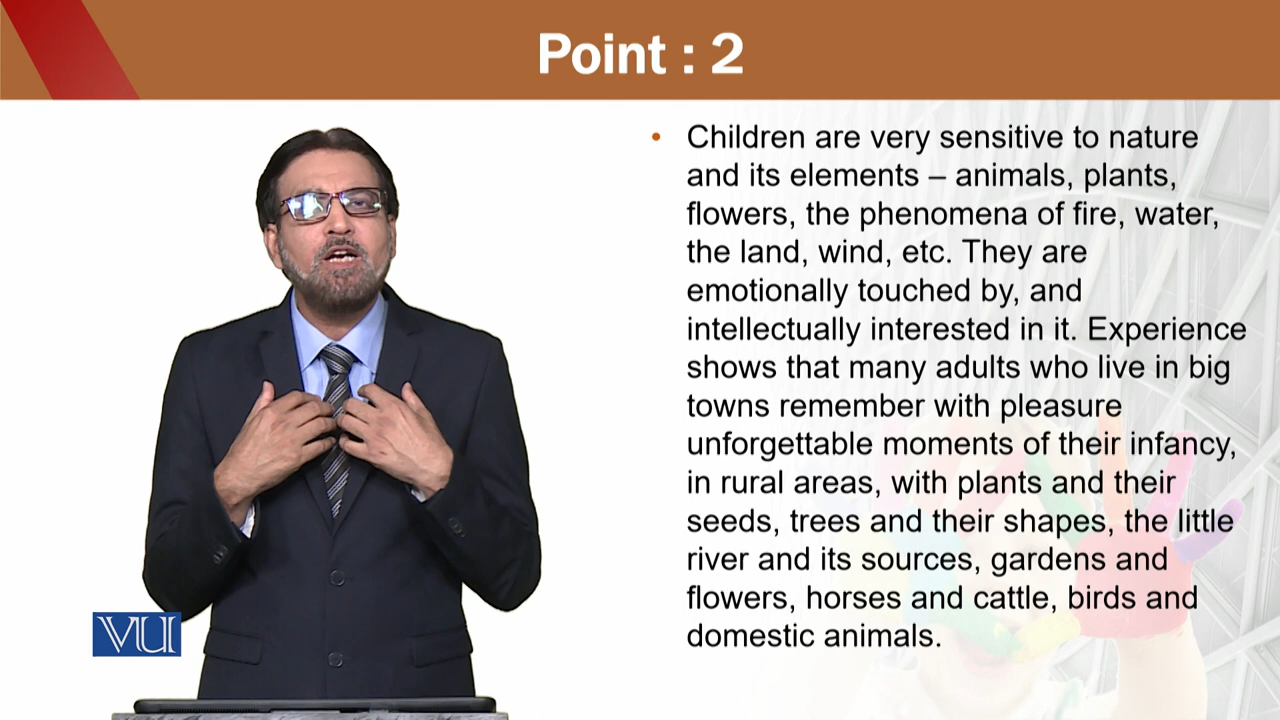 Point : 2
• Children are very sensitive to nature
and its elements – animals, plants,
flowers, the phenomena of fire, water,
the land, wind, etc. They are
emotionally touched by, and
intellectually interested in it. Experience
shows that many adults who live in big
towns remember with pleasure
unforgettable moments of their infancy,
in rural areas, with plants and their
seeds, trees and their shapes, the little
river and its sources, gardens and
flowers, horses and cattle, birds and
domestic animals.
VU